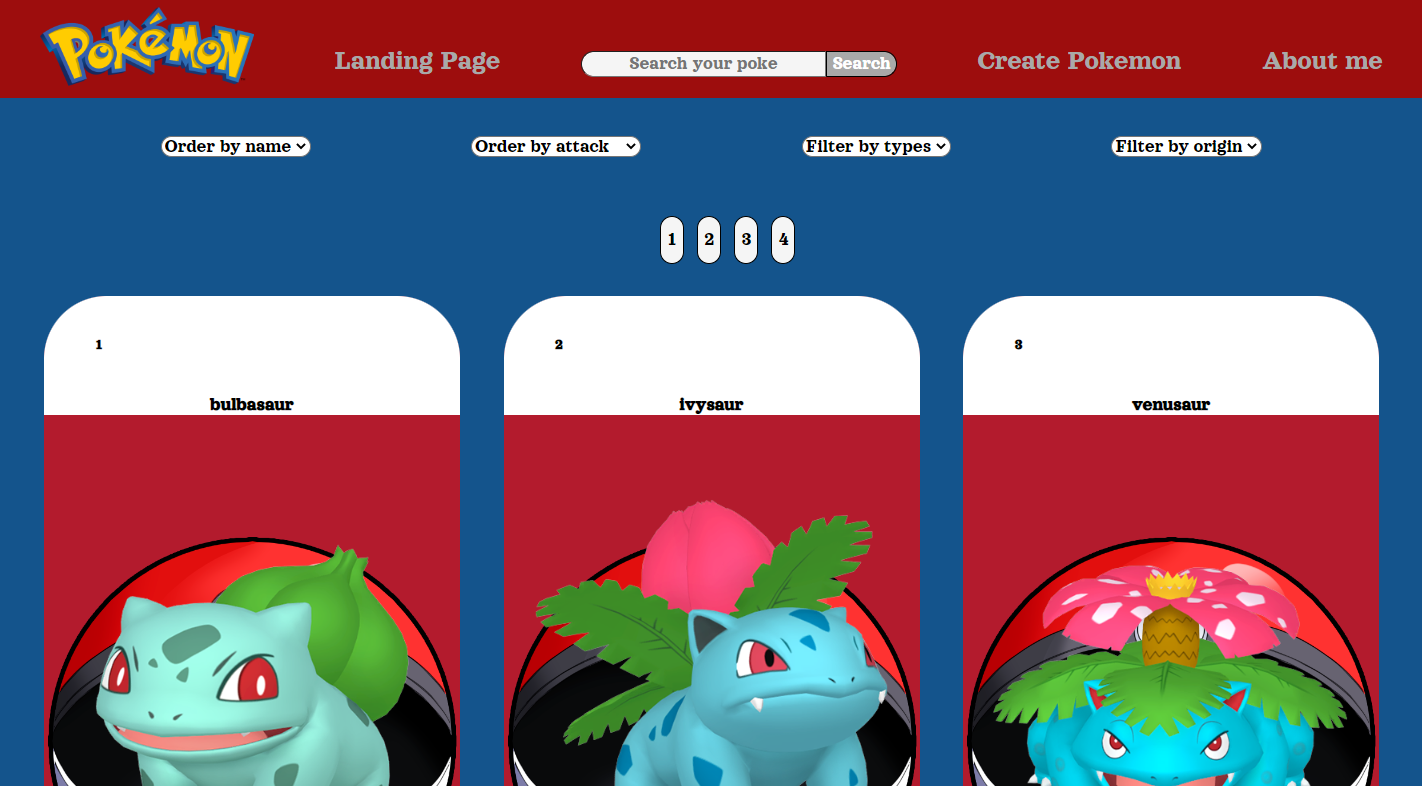 POKéMON
Landing Page
Search your poke
Search
Create Pokemon
About me
Order by name
Order by attack
Filter by types
Filter by origin
1 2 3 4
1
2
3
bulbasaur
ivysaur
venusaur